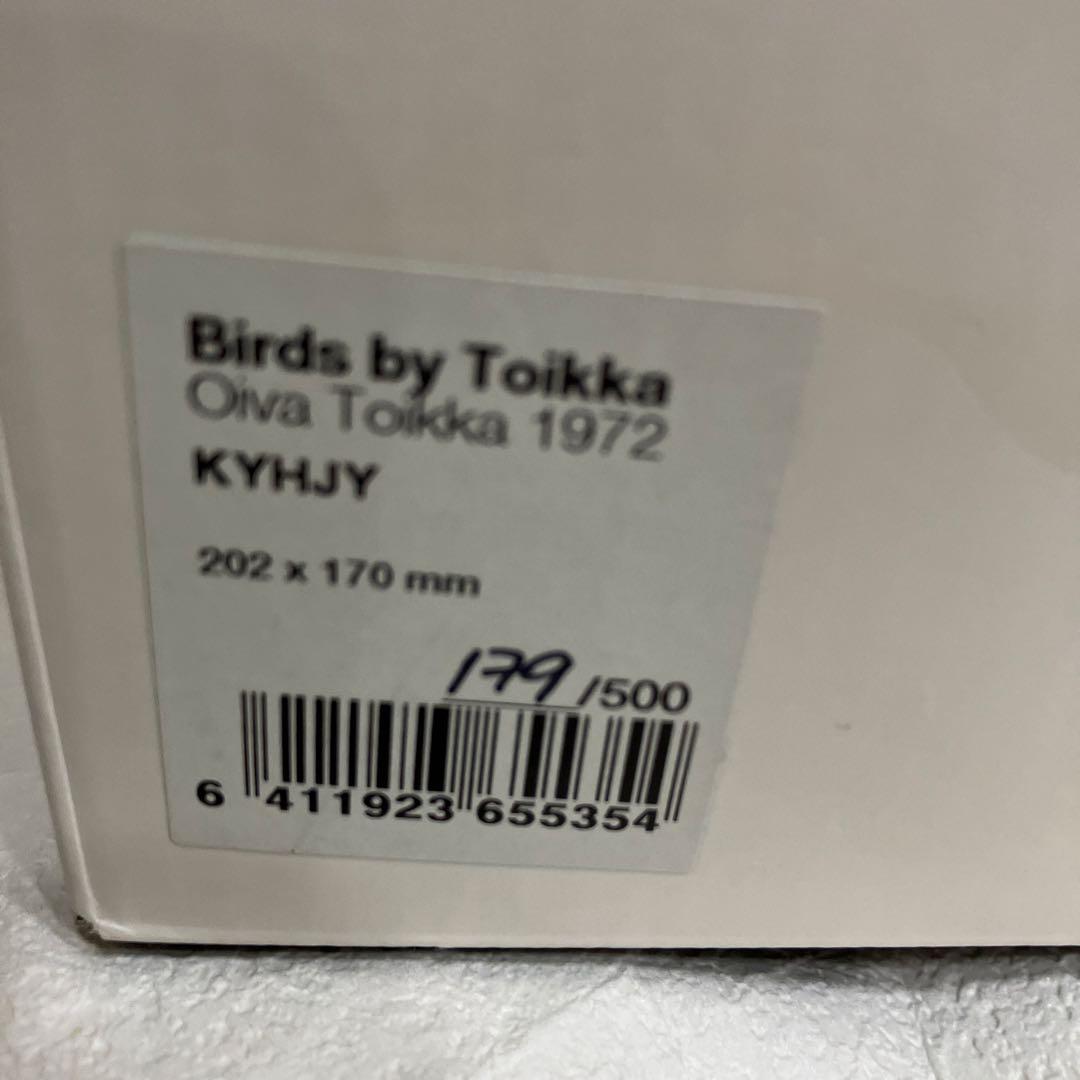 Birds by Toikka
Oiva Toikka 1972
KYHJY
202 x 170 mm
179/500
6 411923 655354